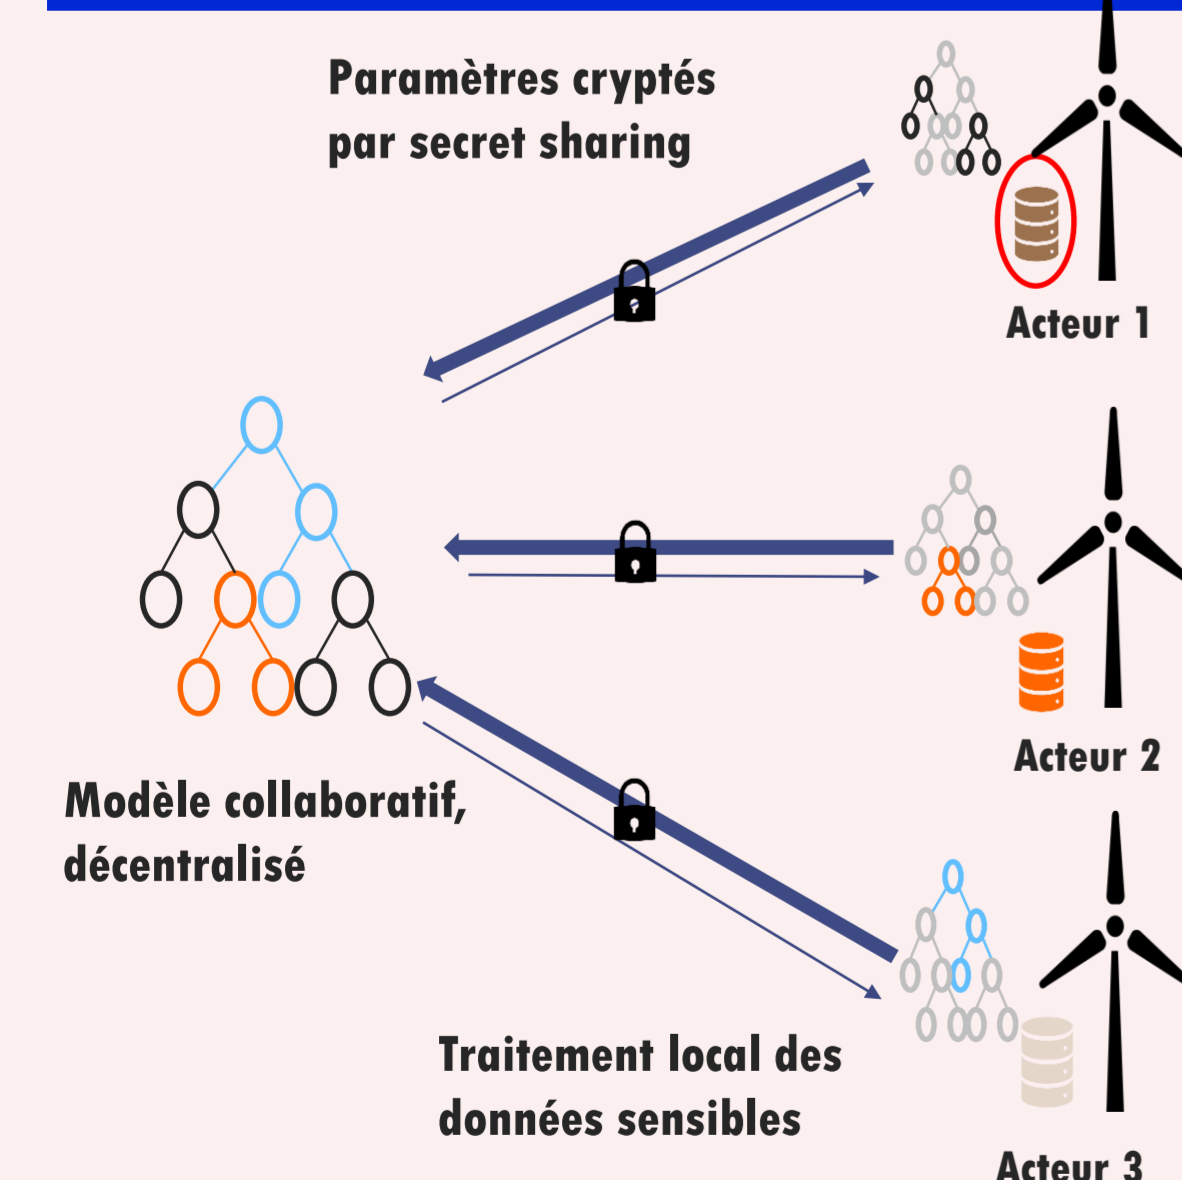 Paramètres cryptés
par secret sharing
Acteur 1
Acteur 2
Modèle collaboratif,
décentralisé
Traitement local des
données sensibles
Acteur 3